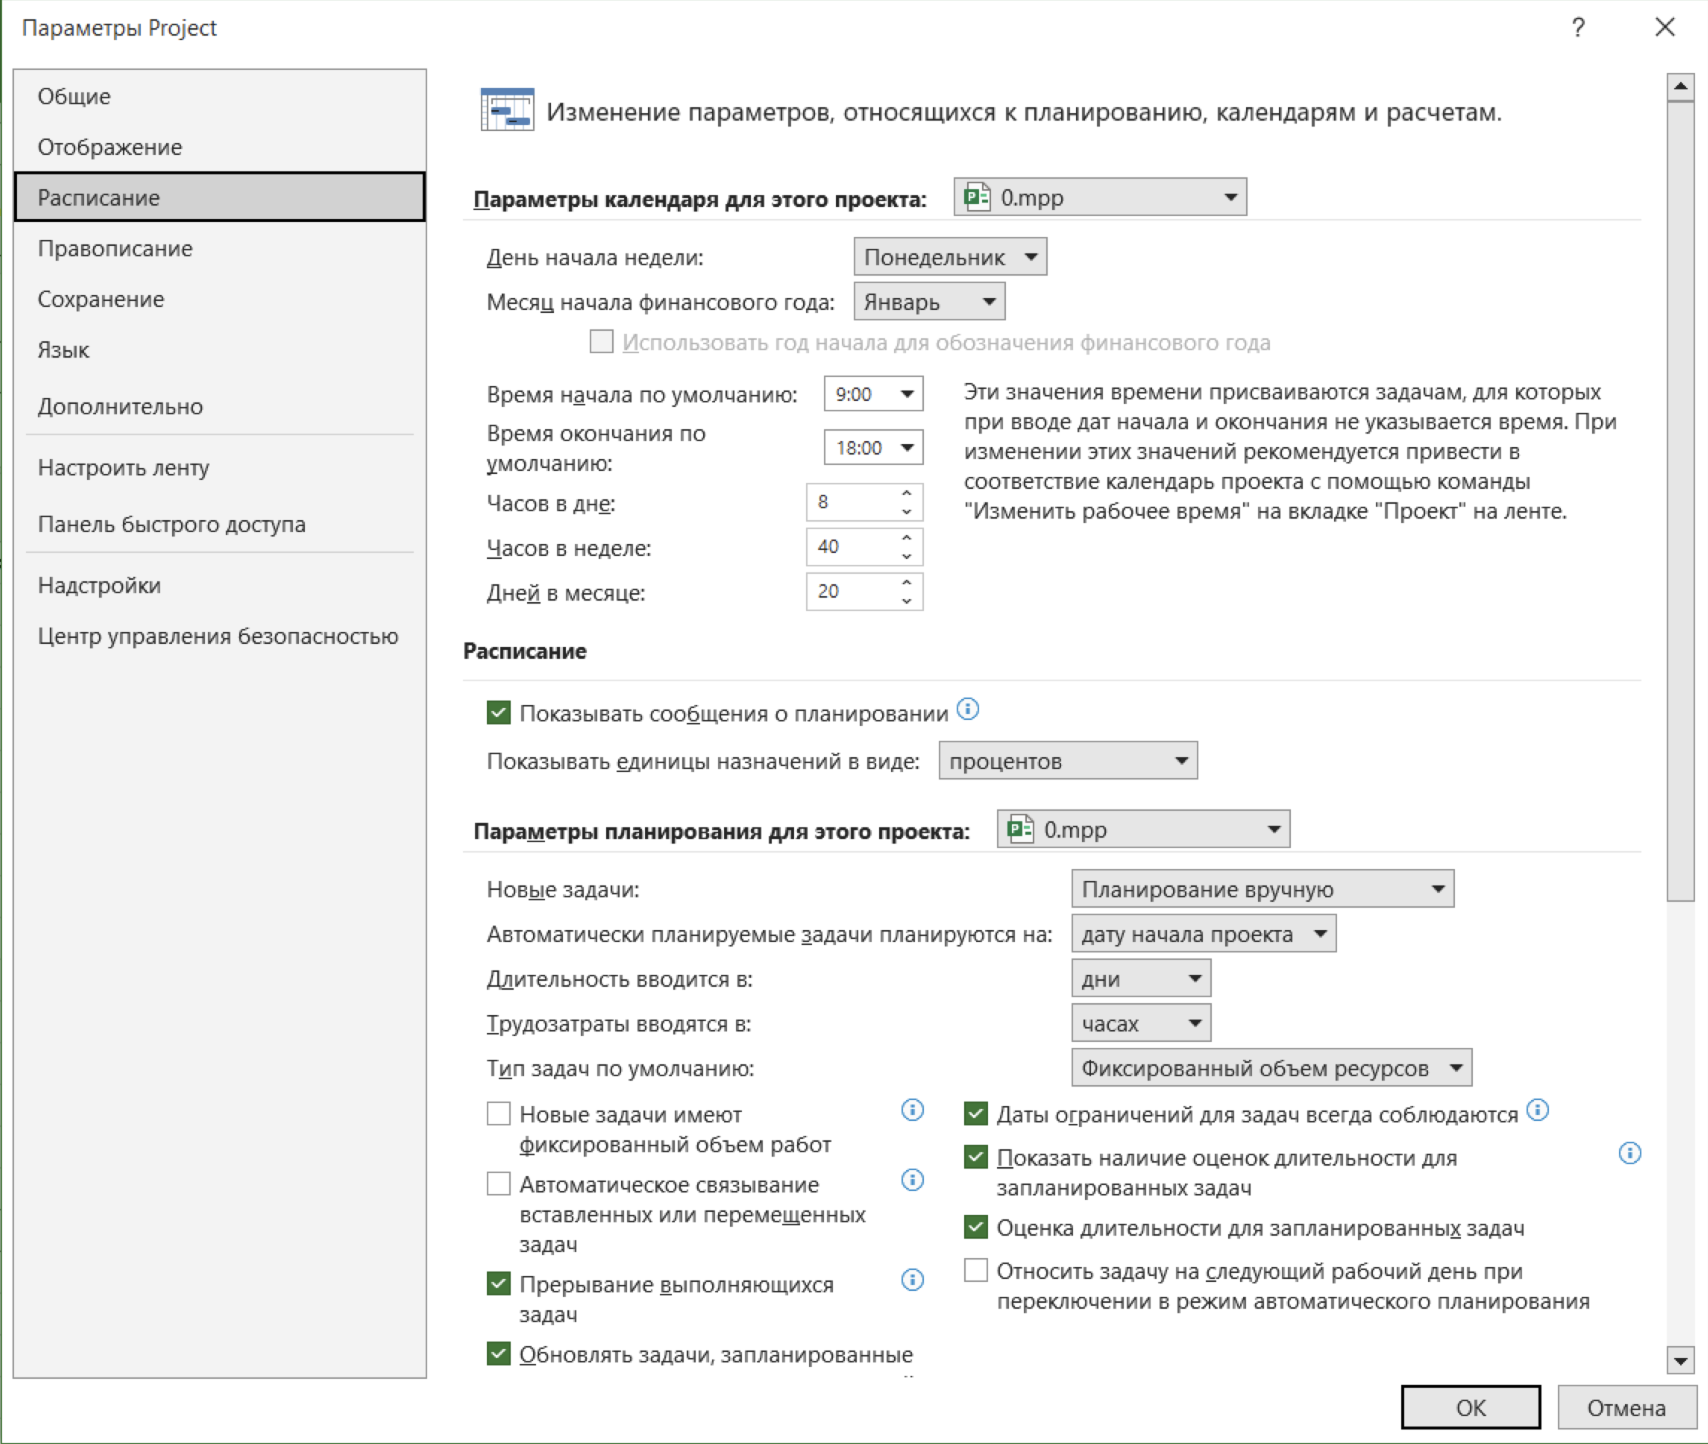 Параметры Project
?
Общие
Отображение
Расписание
Правописание
Сохранение
Язык
Дополнительно
Настроить ленту
Панель быстрого доступа
Надстройки
Центр управления безопасностью
Изменение параметров, относящихся к планированию, календарям и расчетам.
Параметры календаря для этого проекта: 0.mpp
День начала недели: Понедельник
Месяц начала финансового года: Январь
Использовать год начала для обозначения финансового года
Время начала по умолчанию: 9:00
Время окончания по
умолчанию: 18:00
Часов в дне: 8
Часов в неделе: 40
Дней в месяце: 20
Эти значения времени присваиваются задачам, для которых
при вводе дат начала и окончания не указывается время. При
изменении этих значений рекомендуется привести в
соответствие календарь проекта с помощью команды
"Изменить рабочее время" на вкладке "Проект" на ленте.
Расписание
Показывать сообщения о планировании
Показывать единицы назначений в виде: процентов
Параметры планирования для этого проекта: 0.mpp
Новые задачи: Планирование вручную
Автоматически планируемые задачи планируются на: дату начала проекта
Длительность вводится в: дни
Трудозатраты вводятся в: часах
Тип задач по умолчанию: Фиксированный объем ресурсов
Новые задачи имеют
фиксированный объем работ
Автоматическое связывание
вставленных или перемещенных
задач
Прерывание выполняющихся
задач
Обновлять задачи, запланированные
Даты ограничений для задач всегда соблюдаются
Показать наличие оценок длительности для
запланированных задач
Оценка длительности для запланированных задач
Относить задачу на следующий рабочий день при
переключении в режим автоматического планирования
ОК
Отмена